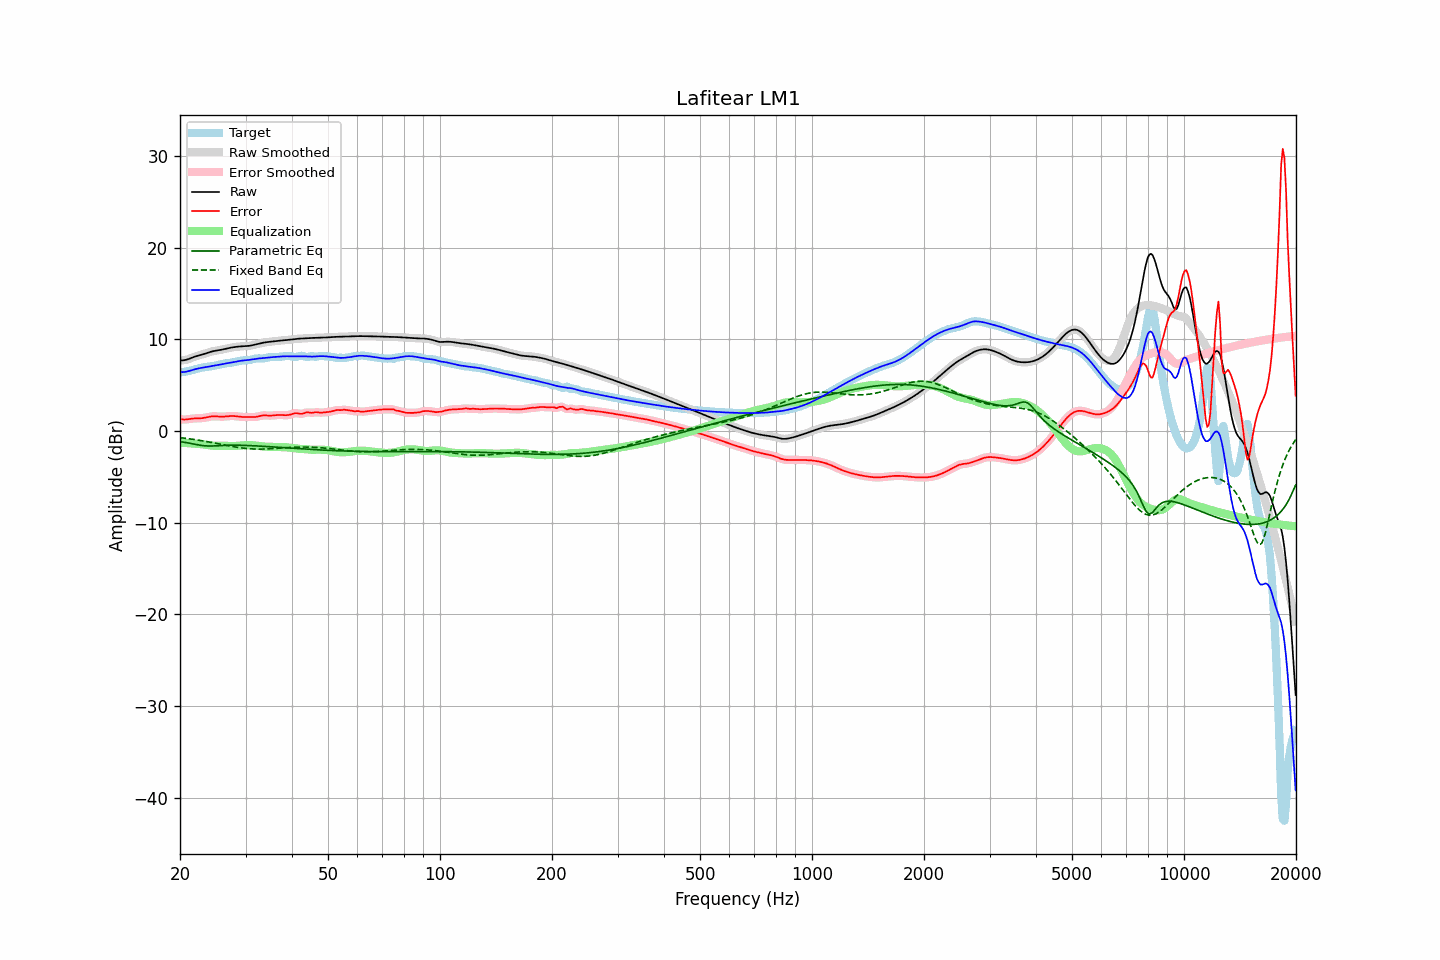 Lafitear LM1
Target
Raw Smoothed
Error Smoothed
Raw
Error
Equalization
Parametric Eq
Fixed Band Eq
Equalized
30
20
10
0
−10
−20
−30
−40
Amplitude (dBr)
20 50 100 200 500 1000 2000 5000 10000 20000
Frequency (Hz)